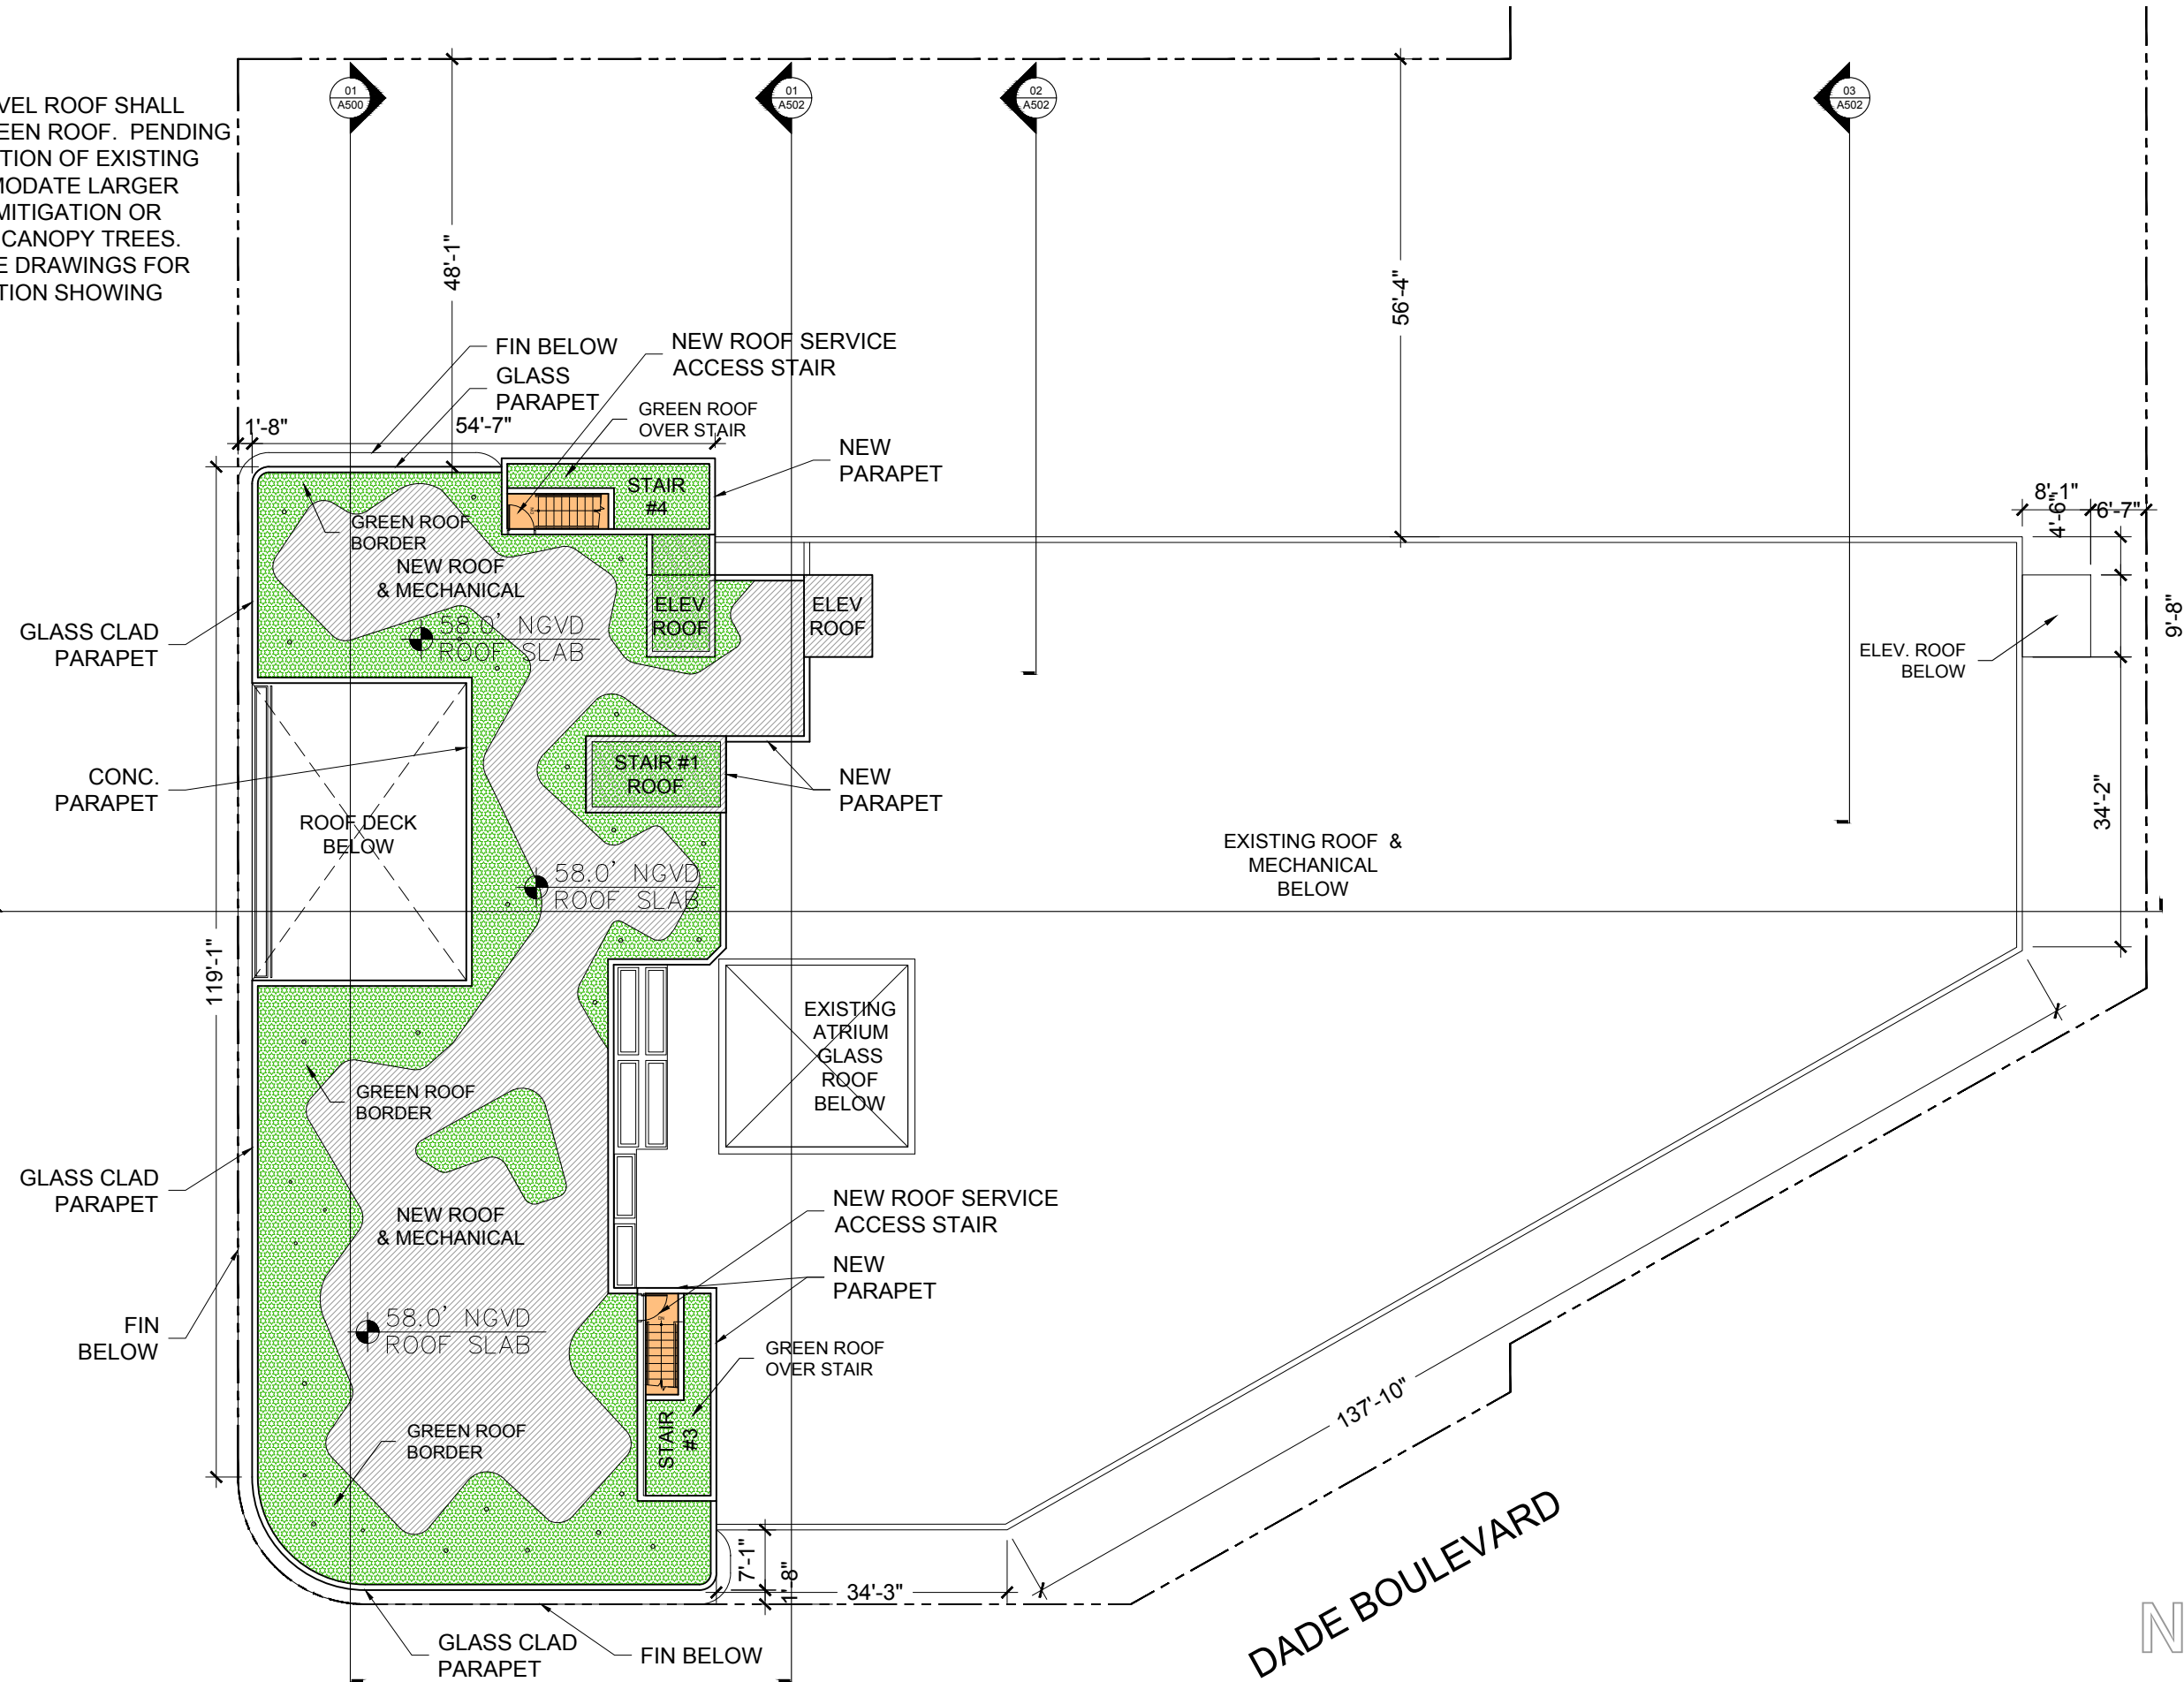 01
A500
01
A502
02
A502
03
A502
VEL ROOF SHALL
EEN ROOF.  PENDING
TION OF EXISTING
MODATE LARGER
MITIGATION OR
CANOPY TREES.
E DRAWINGS FOR
TION SHOWING
48'-1"
56'-4"
FIN BELOW
GLASS
PARAPET
NEW ROOF SERVICE
ACCESS STAIR
GREEN ROOF
OVER STAIR
1'-8"
54'-7"
NEW
PARAPET
STAIR
#4
GREEN ROOF
BORDER
NEW ROOF
& MECHANICAL
8'-1"
4'-6"
6'-7"
9'-8"
ELEV
ROOF
ELEV
ROOF
58.0' NGVD
ROOF SLAB
GLASS CLAD
PARAPET
ELEV. ROOF
BELOW
CONC.
PARAPET
STAIR #1
ROOF
NEW
PARAPET
34'-2"
ROOF DECK
BELOW
EXISTING ROOF &
MECHANICAL
BELOW
58.0' NGVD
ROOF SLAB
119'-1"
EXISTING
ATRIUM
GLASS
ROOF
BELOW
GREEN ROOF
BORDER
GLASS CLAD
PARAPET
NEW ROOF
& MECHANICAL
NEW ROOF SERVICE
ACCESS STAIR
NEW
PARAPET
FIN
BELOW
58.0' NGVD
ROOF SLAB
DN
GREEN ROOF
OVER STAIR
STAIR
#3
GREEN ROOF
BORDER
137'-10"
7'-1"
1'-8"
34'-3"
DADE BOULEVARD
GLASS CLAD
PARAPET
FIN BELOW
N